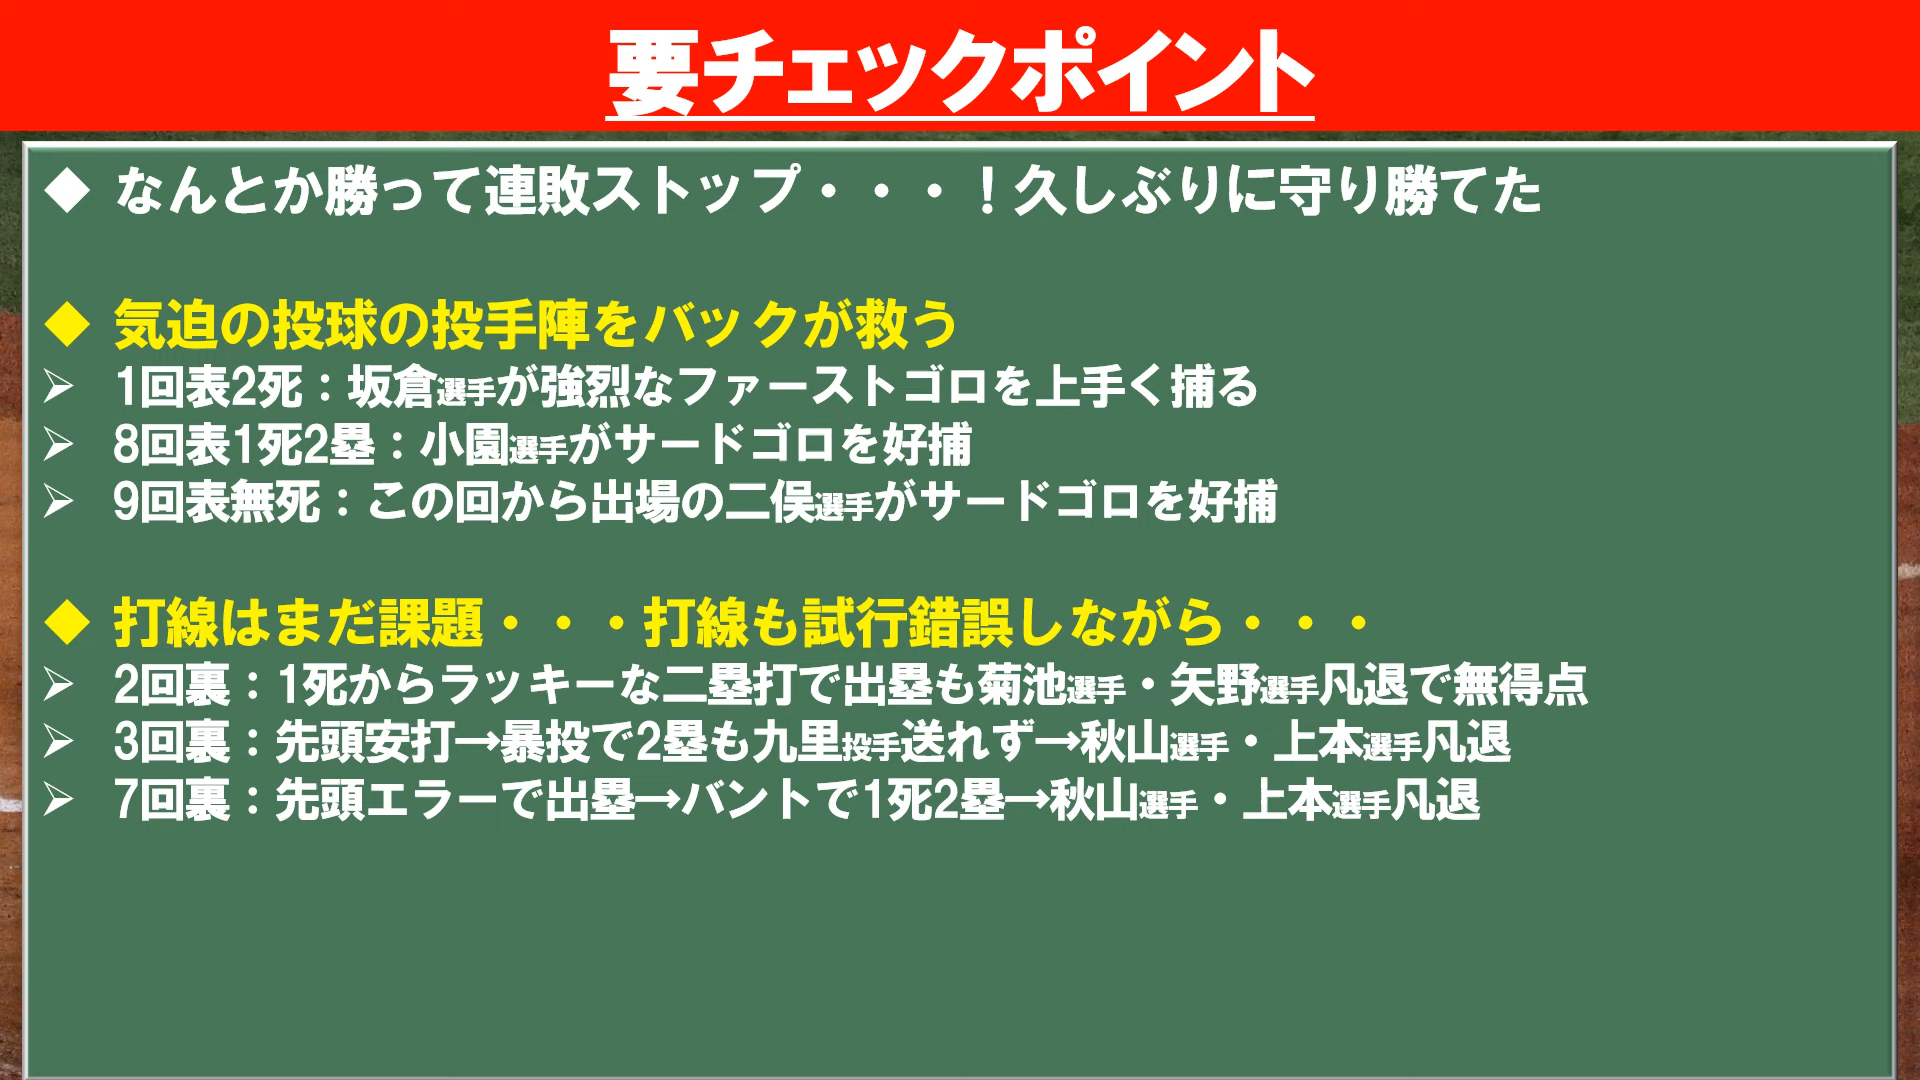 要チェックポイント
◆ なんとか勝って連敗ストップ・・・！久しぶりに守り勝てた
◆ 気迫の投球の投手陣をバックが救う
➢ 1回表2死：坂倉選手が強烈なファーストゴロを上手く捕る
➢ 8回表1死2塁：小園選手がサードゴロを好捕
➢ 9回表無死：この回から出場の二俣選手がサードゴロを好捕
◆ 打線はまだ課題・・・打線も試行錯誤しながら・・・
➢ 2回裏：1死からラッキーな二塁打で出塁も菊池選手・矢野選手凡退で無得点
➢ 3回裏：先頭安打→暴投で2塁も九里投手送れず→秋山選手・上本選手凡退
➢ 7回裏：先頭エラーで出塁→バントで1死2塁→秋山選手・上本選手凡退